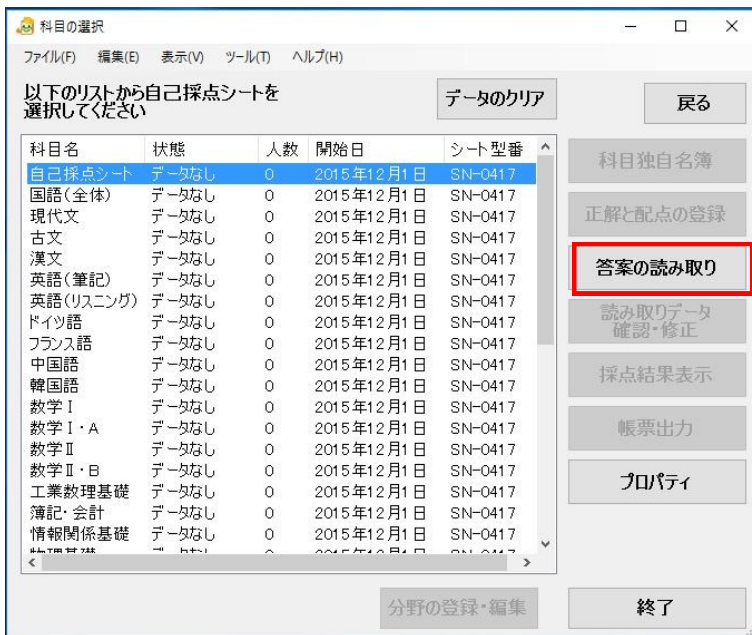 科目の選択
ファイル(F) 編集(E) 表示(V) ツール(T) ヘルプ(H)
以下のリストから自己採点シートを
選択してください
データのクリア
戻る
科目名 状態 人数 開始日 シート型番
自己採点シート データなし 0 2015年12月1日 SN-0417
国語(全体) データなし 0 2015年12月1日 SN-0417
現代文 データなし 0 2015年12月1日 SN-0417
古文 データなし 0 2015年12月1日 SN-0417
漢文 データなし 0 2015年12月1日 SN-0417
英語(筆記) データなし 0 2015年12月1日 SN-0417
英語(リスニング) データなし 0 2015年12月1日 SN-0417
ドイツ語 データなし 0 2015年12月1日 SN-0417
フランス語 データなし 0 2015年12月1日 SN-0417
中国語 データなし 0 2015年12月1日 SN-0417
韓国語 データなし 0 2015年12月1日 SN-0417
数学Ⅰ データなし 0 2015年12月1日 SN-0417
数学Ⅰ・A データなし 0 2015年12月1日 SN-0417
数学Ⅱ データなし 0 2015年12月1日 SN-0417
数学Ⅱ・B データなし 0 2015年12月1日 SN-0417
工業数理基礎 データなし 0 2015年12月1日 SN-0417
簿記・会計 データなし 0 2015年12月1日 SN-0417
情報関係基礎 データなし 0 2015年12月1日 SN-0417
科目独自名簿
正解と配点の登録
答案の読み取り
読み取りデータ
確認・修正
採点結果表示
帳票出力
プロパティ
分野の登録・編集
終了